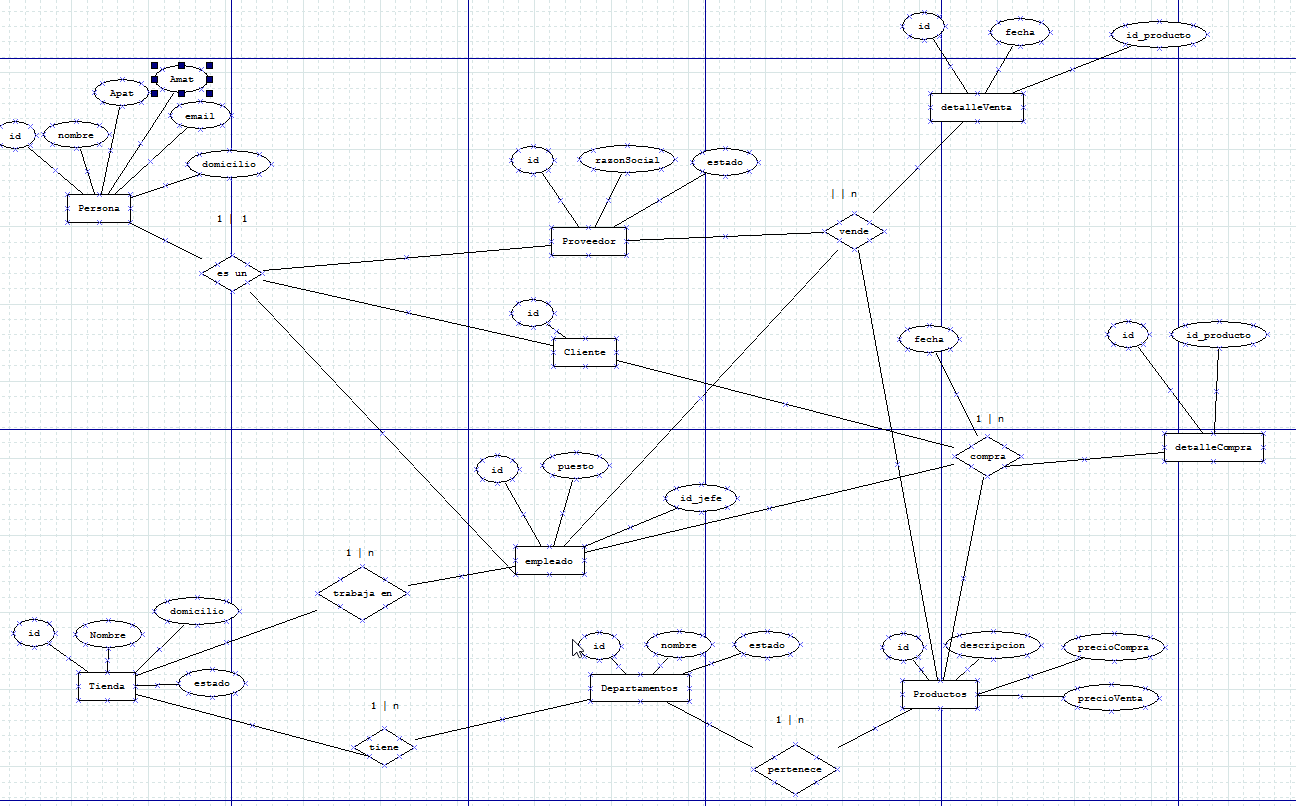 id
fecha
id_producto
detalleVenta
Amat
Apat
email
id
nombre
domicilio
Persona
1 | 1
id
razonSocial
estado
Proveedor
| | n
vende
es un
id
Cliente
fecha
id
id_producto
1 | n
compra
detalleCompra
id
puesto
id_jefe
empleado
1 | n
trabaja en
id
Nombre
domicilio
estado
Tienda
id
nombre
estado
Departamentos
id
descripcion
precioCompra
precioVenta
Productos
1 | n
tiene
1 | n
pertenece